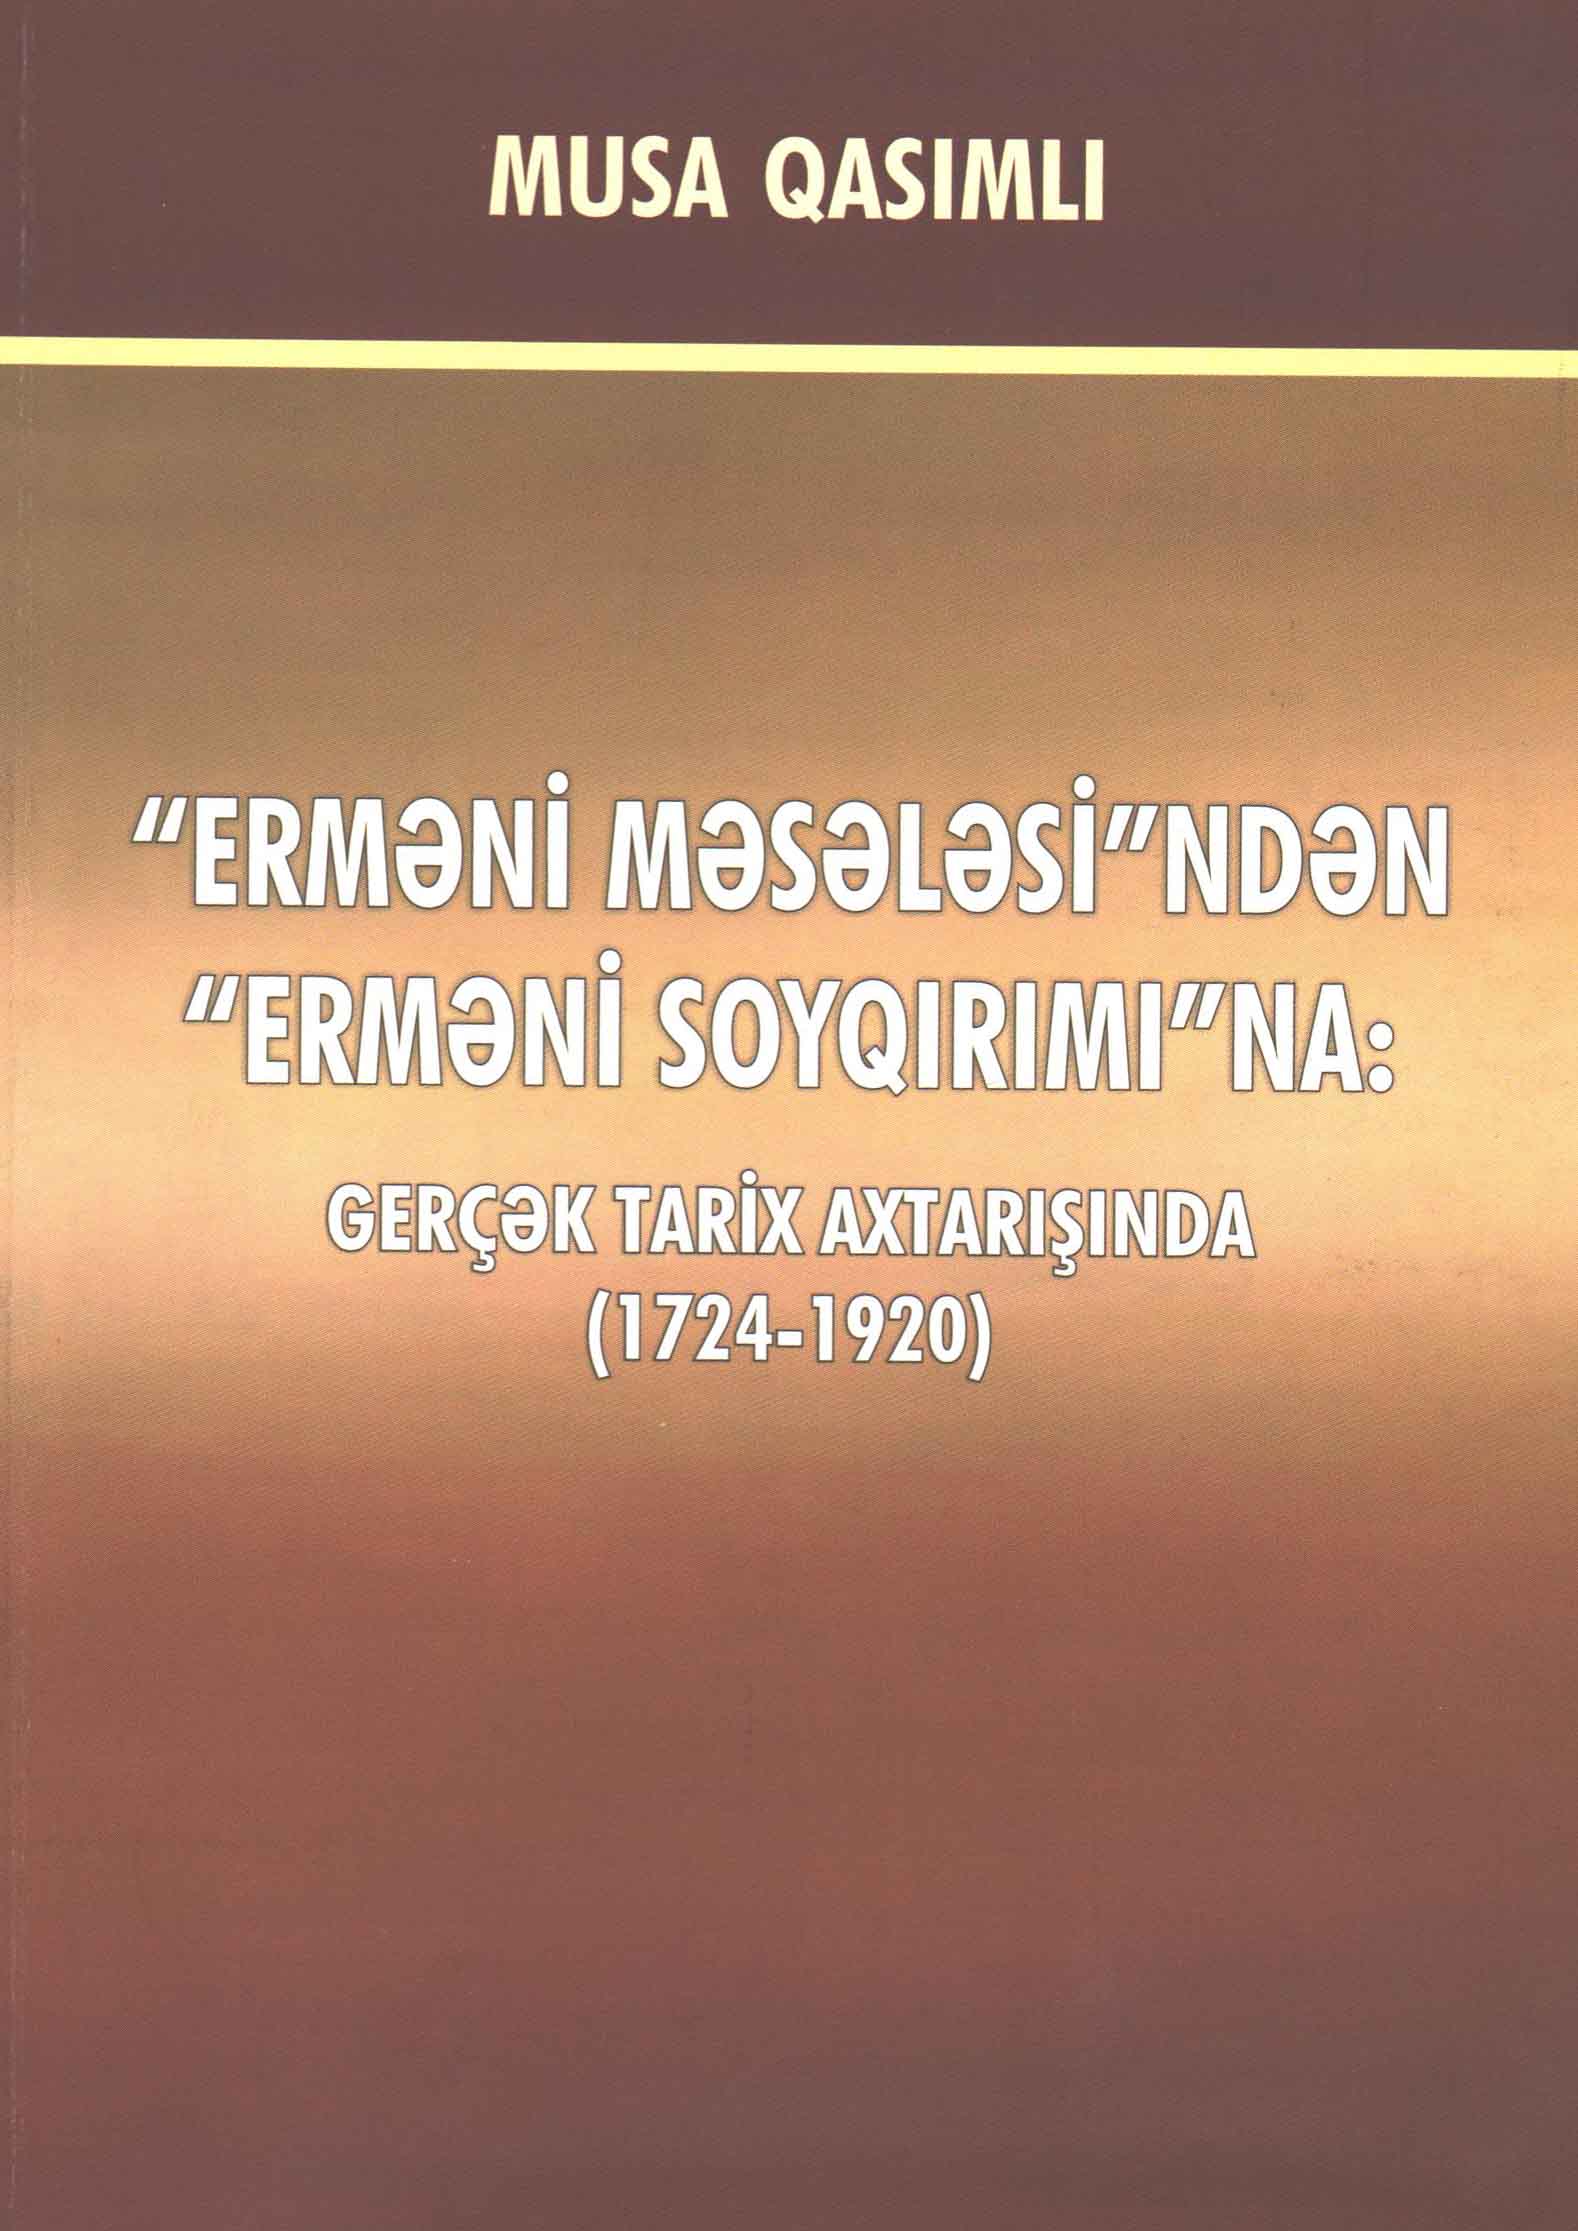 MUSA QASIMLI
“ERMƏNİ MƏSƏLƏSİ”NDƏN
“ERMƏNİ SOYQIRIMI”NA:
GERÇƏK TARİX AXTARIŞINDA
(1724-1920)